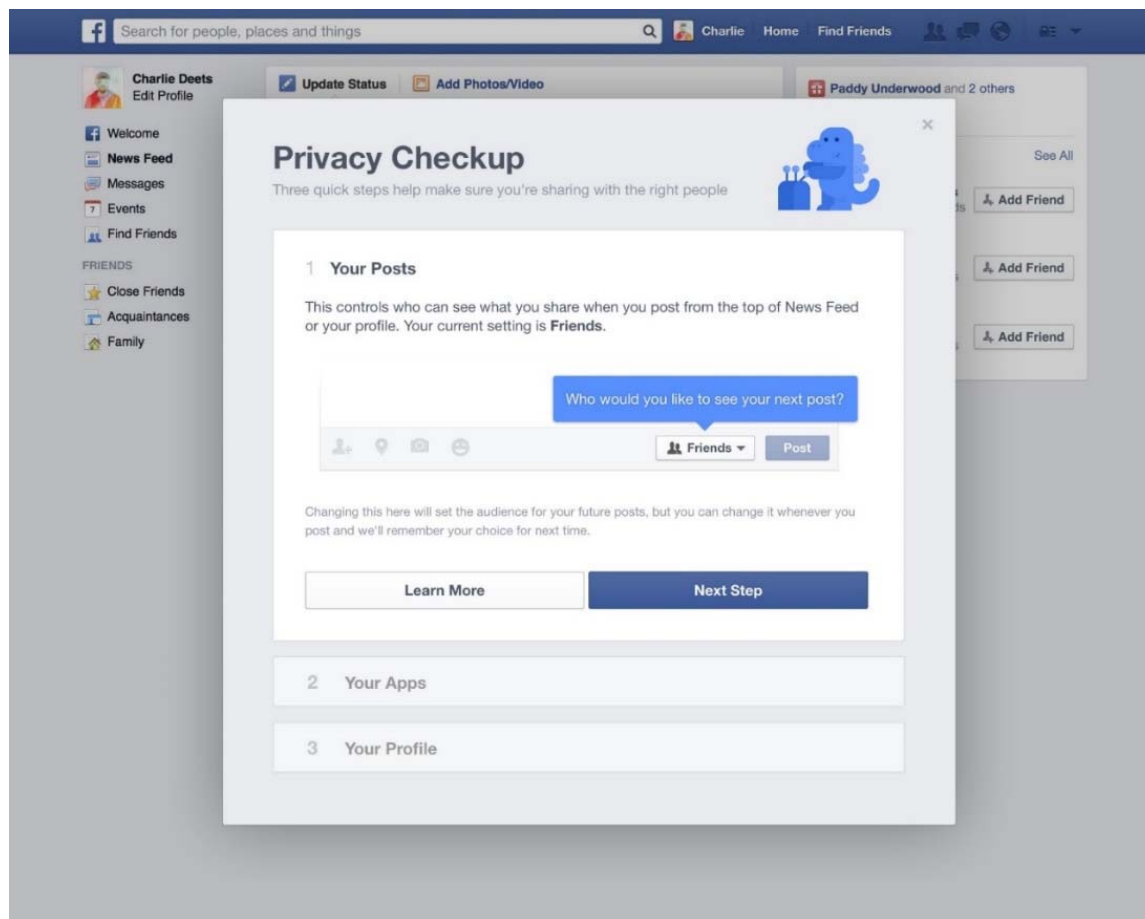 f
Search for people, places and things
Charlie Home Find Friends
Charlie Deets
Edit Profile
Welcome
News Feed
Messages
7 Events
Find Friends
FRIENDS
Close Friends
Acquaintances
Family
Update Status Add Photos/Video
Paddy Underwood and 2 others
See All
Add Friend
Add Friend
Add Friend
×
Privacy Checkup
Three quick steps help make sure you're sharing with the right people
1 Your Posts
This controls who can see what you share when you post from the top of News Feed
or your profile. Your current setting is Friends.
Who would you like to see your next post?
Friends Post
Changing this here will set the audience for your future posts, but you can change it whenever you
post and we'll remember your choice for next time.
Learn More Next Step
2 Your Apps
3 Your Profile